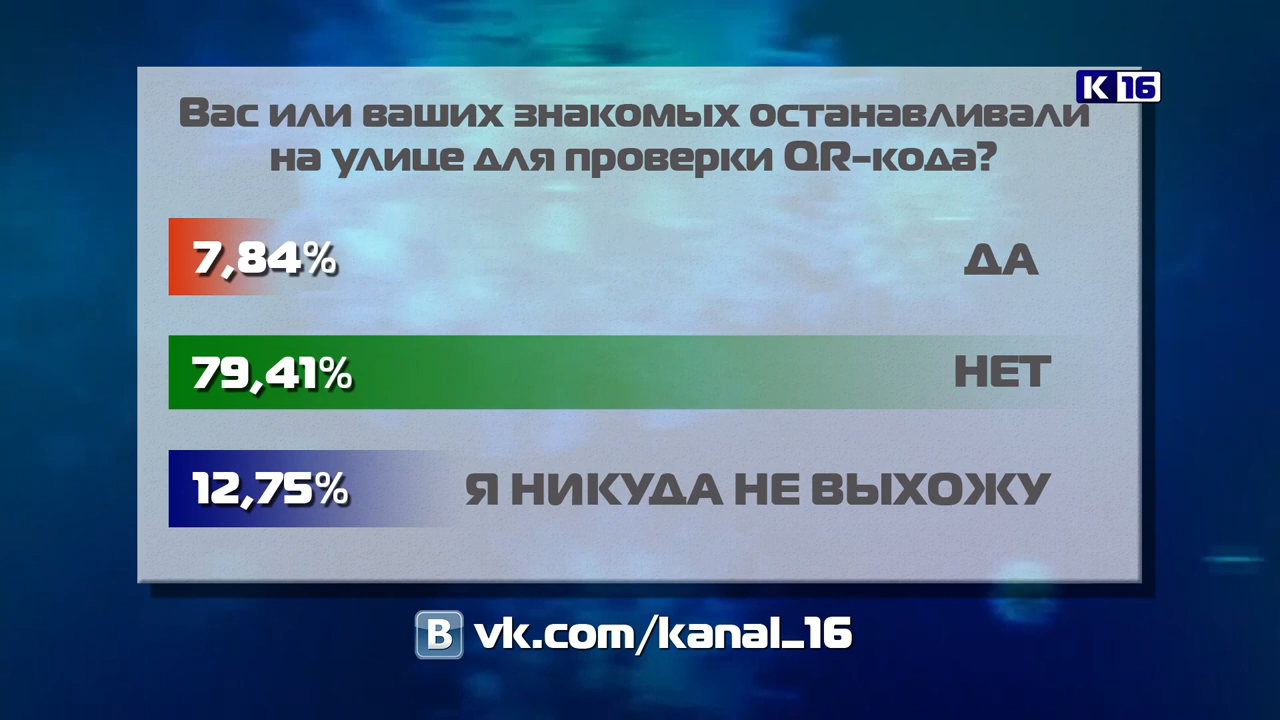 К 16
Вас или ваших знакомых останавливали
на улице для проверки QR-кода?
7,84% ДА
79,41% НЕТ
12,75% Я НИКУДА НЕ ВЫХОЖУ
В vk.com/kanal_16